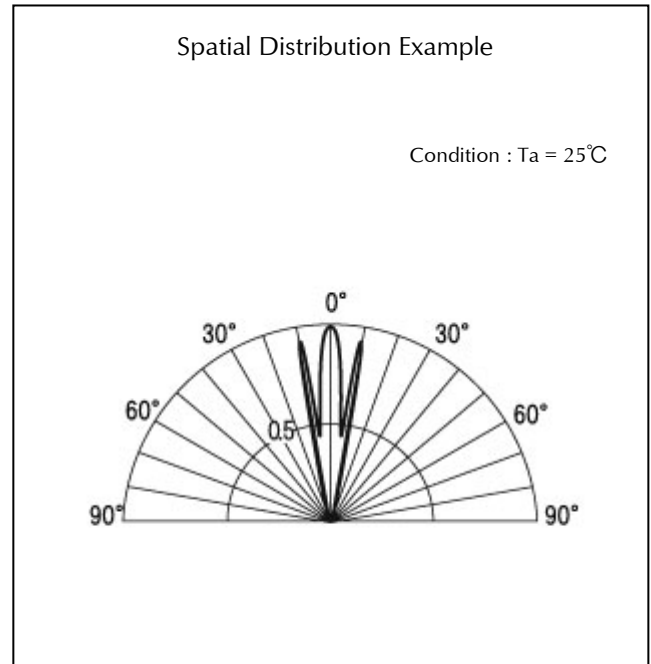 Spatial Distribution Example
Condition : Ta = 25℃
0°
30° 30°
60° 60°
0.5
90° 90°